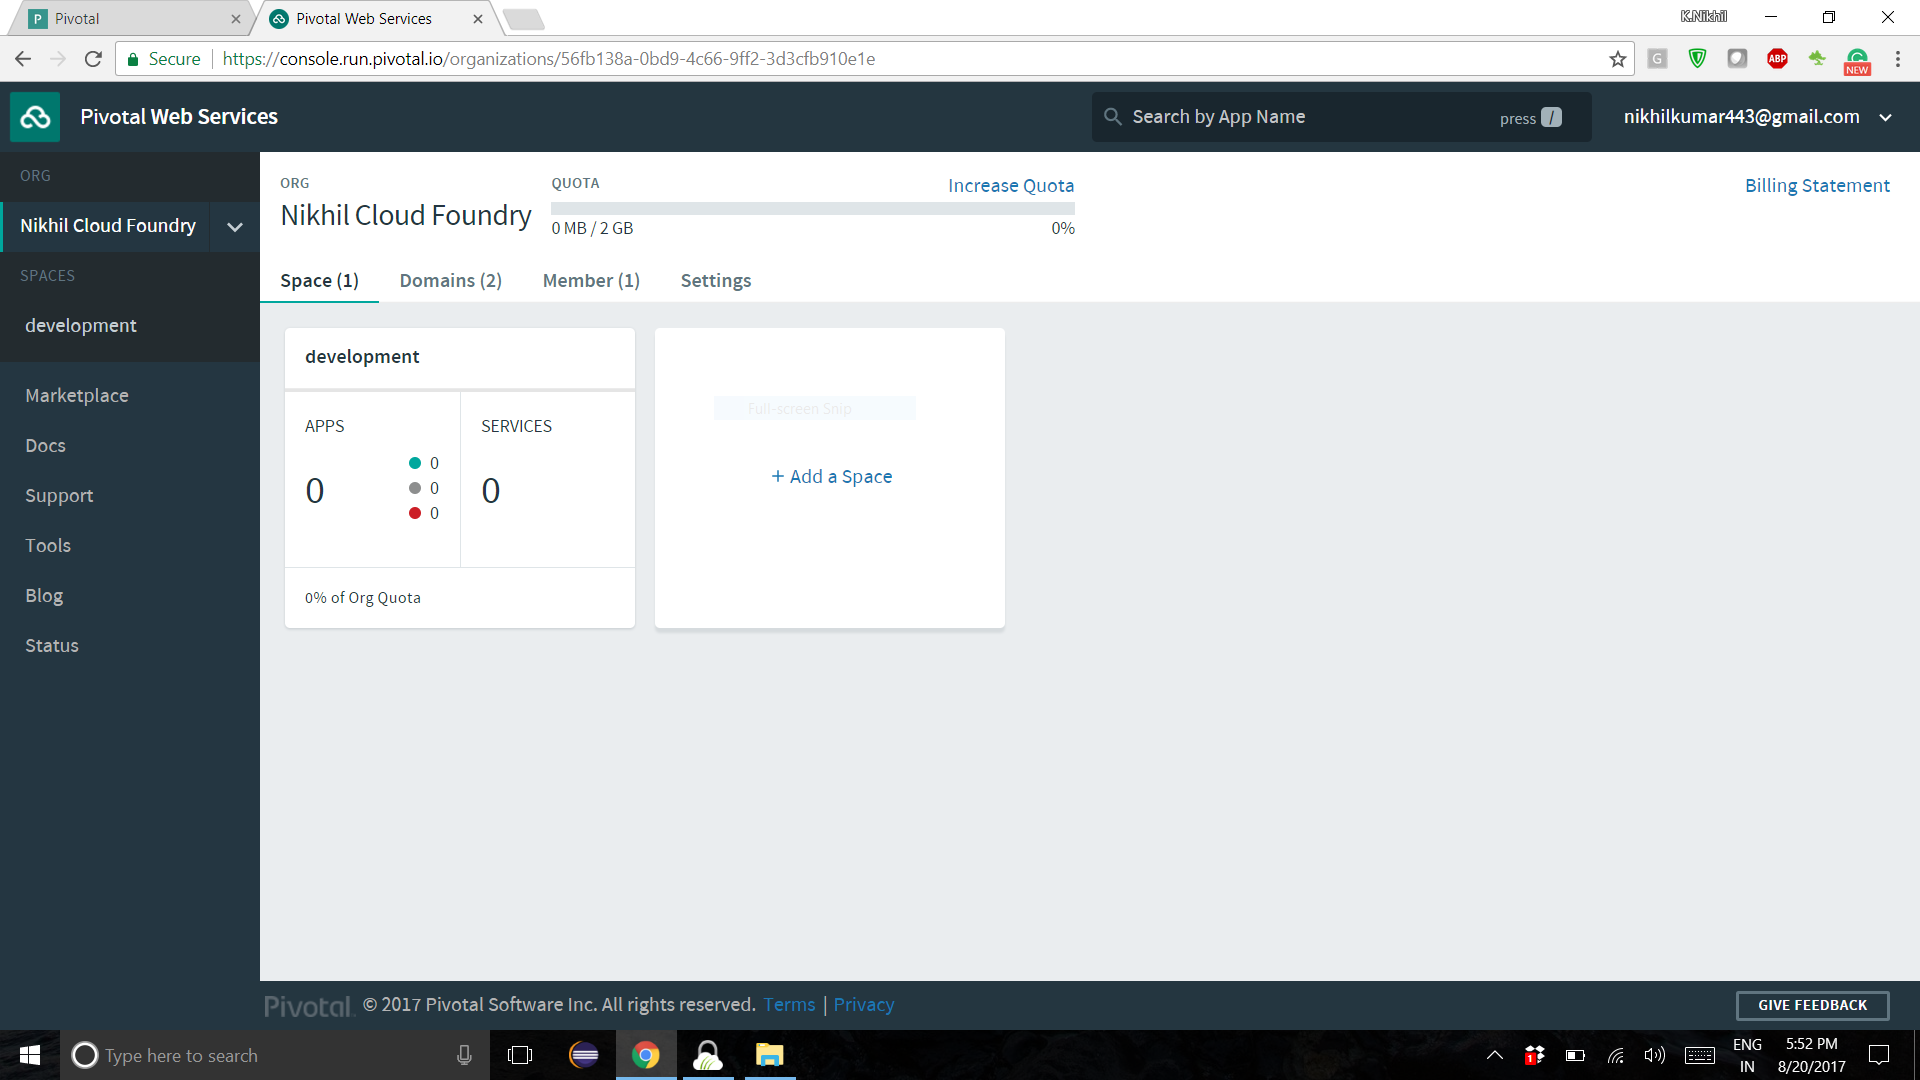 Pivotal
Pivotal Web Services
K.Nikhil
Secure
https://console.run.pivotal.io/organizations/56fb138a-0bd9-4c66-9ff2-3d3cfb910e1e
G
ABP
NEW
Pivotal Web Services
Search by App Name
press /
nikhilkumar443@gmail.com
ORG
Nikhil Cloud Foundry
SPACES
development
Marketplace
Docs
Support
Tools
Blog
Status
ORG
Nikhil Cloud Foundry
QUOTA
Increase Quota
0 MB / 2 GB
0%
Billing Statement
Space (1)
Domains (2)
Member (1)
Settings
development
APPS
0
0
0
0
SERVICES
0
0% of Org Quota
Full-screen Snip
+ Add a Space
Pivotal. © 2017 Pivotal Software Inc. All rights reserved. Terms | Privacy
GIVE FEEDBACK
Type here to search
1
ENG
IN
5:52 PM
8/20/2017